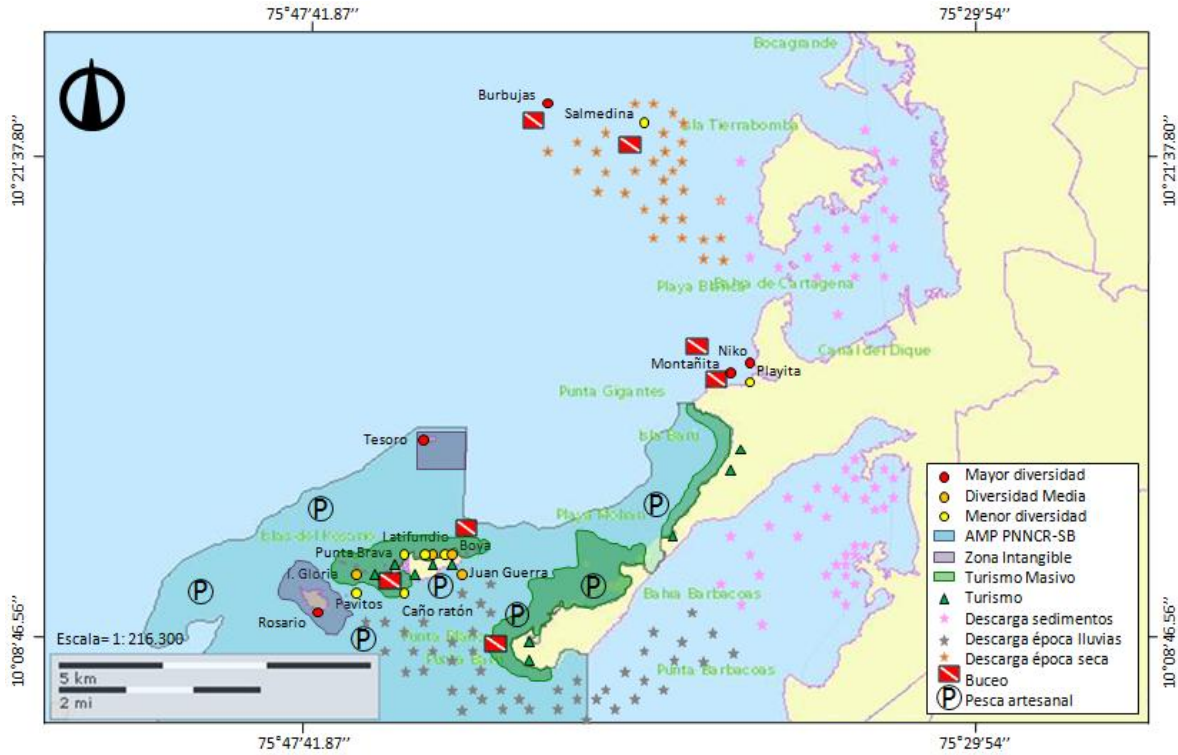 75°47'41.87''
75°29'54''
10°21'37.80''
10°21'37.80''
Bocagrande
Burbujas
Salmedina
Isla Tierrabomba
Playa Blanca
Bahia de Cartagena
Niko
Canal del Dique
Montañita
Playita
Punta Gigantes
Tesoro
Isla Baru
Islas del Rosario
Latifundio
Playa Mohan
Punta Brava
Boya
I. Gloria
Juan Guerra
Pavitos
Caño ratón
Bahia Barbacoas
Rosario
Punta
Punta
Punta Barbacoas
10°08'46.56''
10°08'46.56''
Escala= 1: 216.300
5 km
2 mi
Mayor diversidad
Diversidad Media
Menor diversidad
AMP PNNCR-SB
Zona Intangible
Turismo Masivo
Turismo
Descarga sedimentos
Descarga época lluvias
Descarga época seca
Buceo
P Pesca artesanal
P
P
P
P
P
P
P
75°47'41.87''
75°29'54''